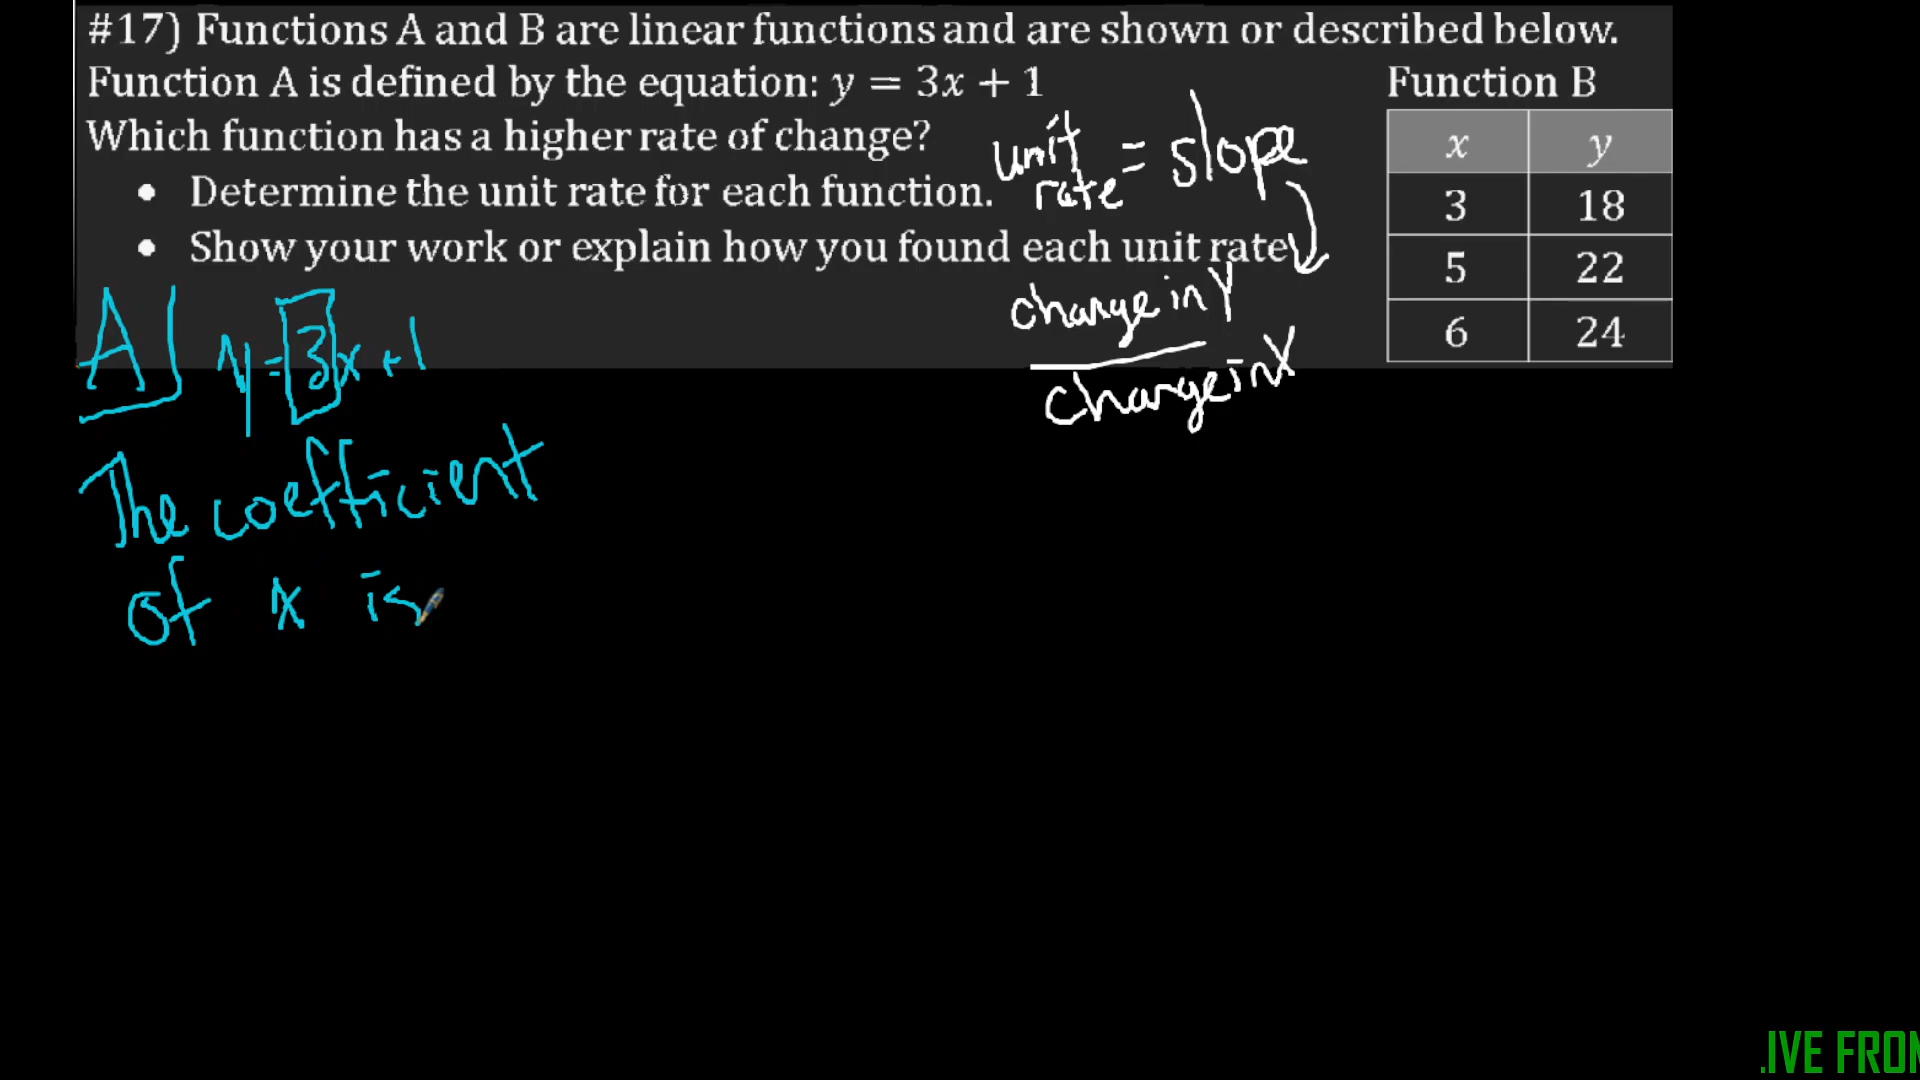 #17) Functions A and B are linear functions and are shown or described below.
Function A is defined by the equation: y = 3x + 1
Which function has a higher rate of change?
• Determine the unit rate for each function.
• Show your work or explain how you found each unit rate
Function B
x y
3 18
5 22
6 24
unit rate = slope
change in Y
change in X
A y = 3x + 1
The coefficient
of x is
.IVE FRON